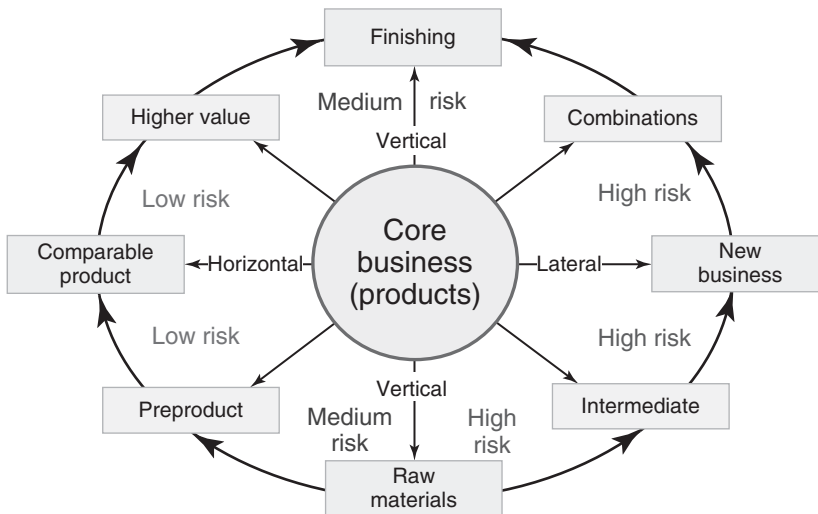 Finishing
Medium risk
Higher value
Combinations
Vertical
Low risk
High risk
Core
business
(products)
Comparable
product
Horizontal
Lateral
New
business
Low risk
High risk
Vertical
Preproduct
Intermediate
Medium
risk
High
risk
Raw
materials